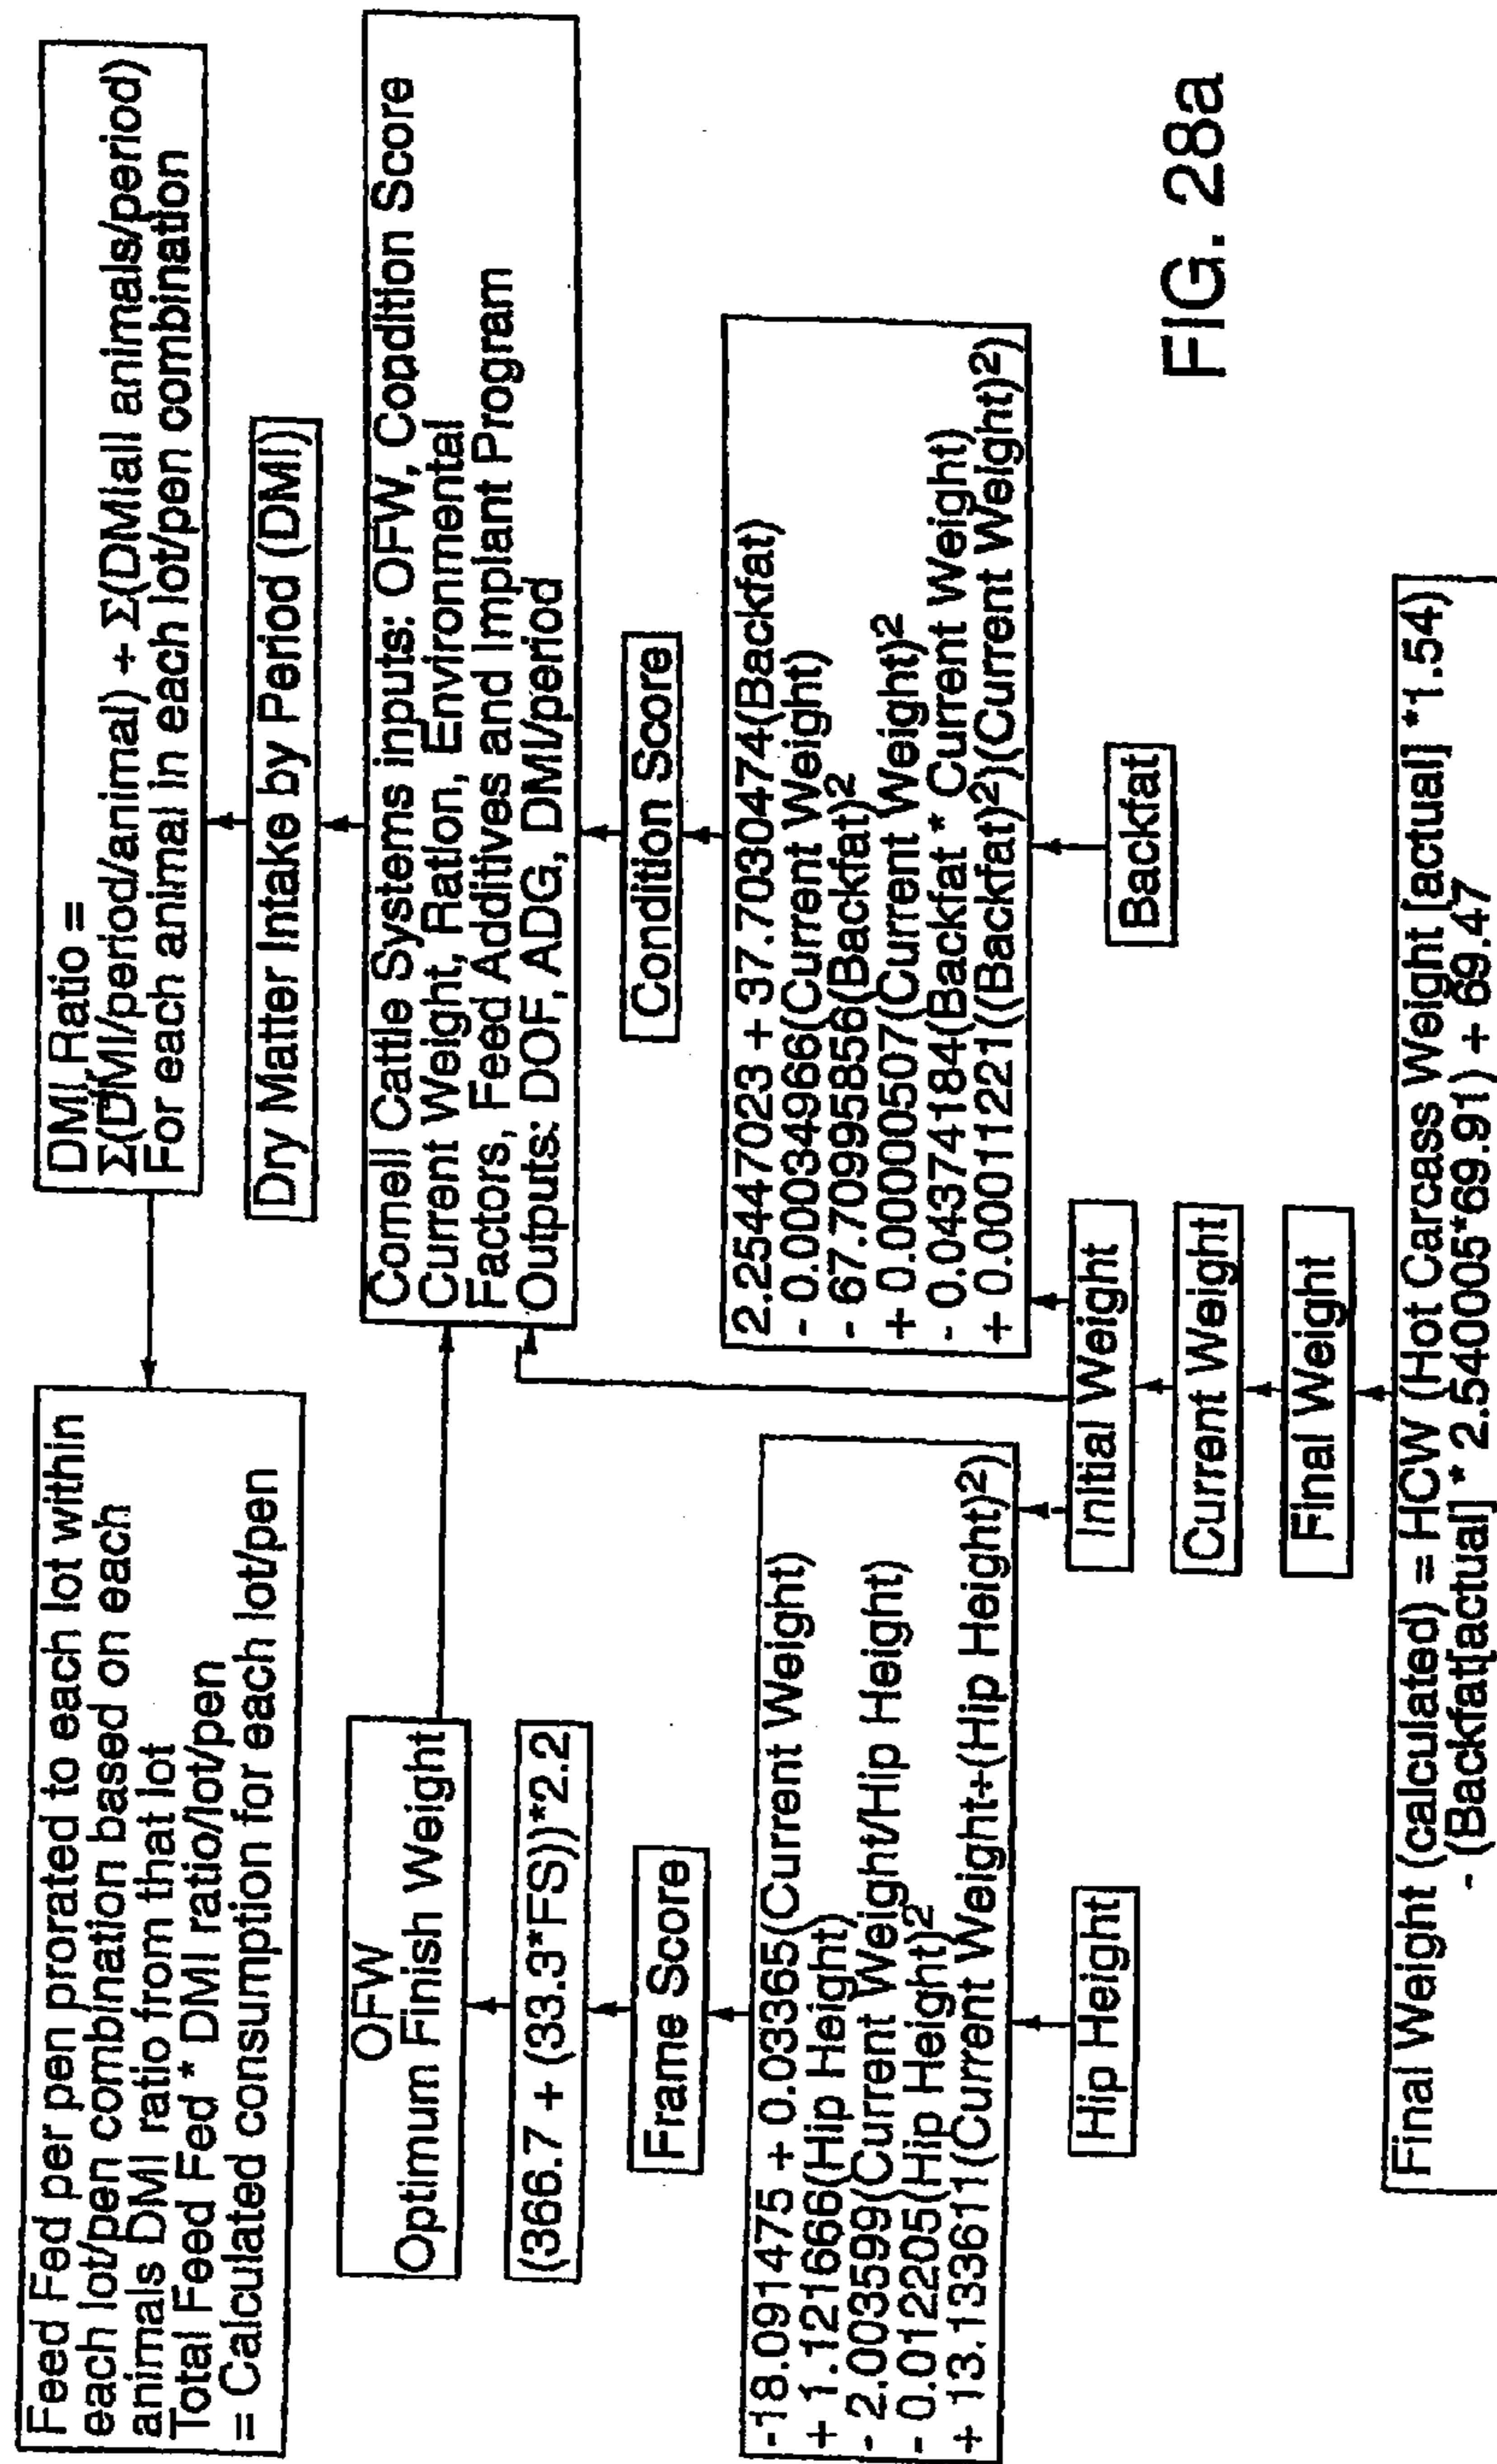 Feed Fed per pen prorated to each lot within
each lot/pen combination based on each
animals DMI ratio from that lot
Total Feed Fed * DMI ratio/lot/pen
= Calculated consumption for each lot/pen
DMI Ratio =
Σ(DMI/period/animal) ÷ Σ(DMIall animals/period)
For each animal in each lot/pen combination
Dry Matter Intake by Period (DMI)
OFW
Optimum Finish Weight
Cornell Cattle Systems inputs: OFW, Condition Score
Current Weight, Ration, Environmental
Factors, Feed Additives and Implant Program
Outputs: DOF, ADG, DMI/period
(366.7 + (33.3*FS))*2.2
Frame Score
Condition Score
-18.091475 + 0.03365(Current Weight)
+ 1.121666(Hip Height)
- 2.003599(Current Weight/Hip Height)
- 0.012205(Hip Height)²
+ 13.133611(Current Weight÷(Hip Height)²)
2.25447023 + 37.7030474(Backfat)
- 0.00034966(Current Weight)
- 67.7095856(Backfat)²
+ 0.00000507(Current Weight)²
- 0.04374184(Backfat * Current Weight)
+ 0.00011221((Backfat)²)(Current Weight)²)
Hip Height
Initial Weight
Backfat
Current Weight
Final Weight
Final Weight (calculated) = HCW (Hot Carcass Weight [actual] *1.54)
- (Backfat[actual] * 2.540005*69.91) + 69.47
FIG. 28a